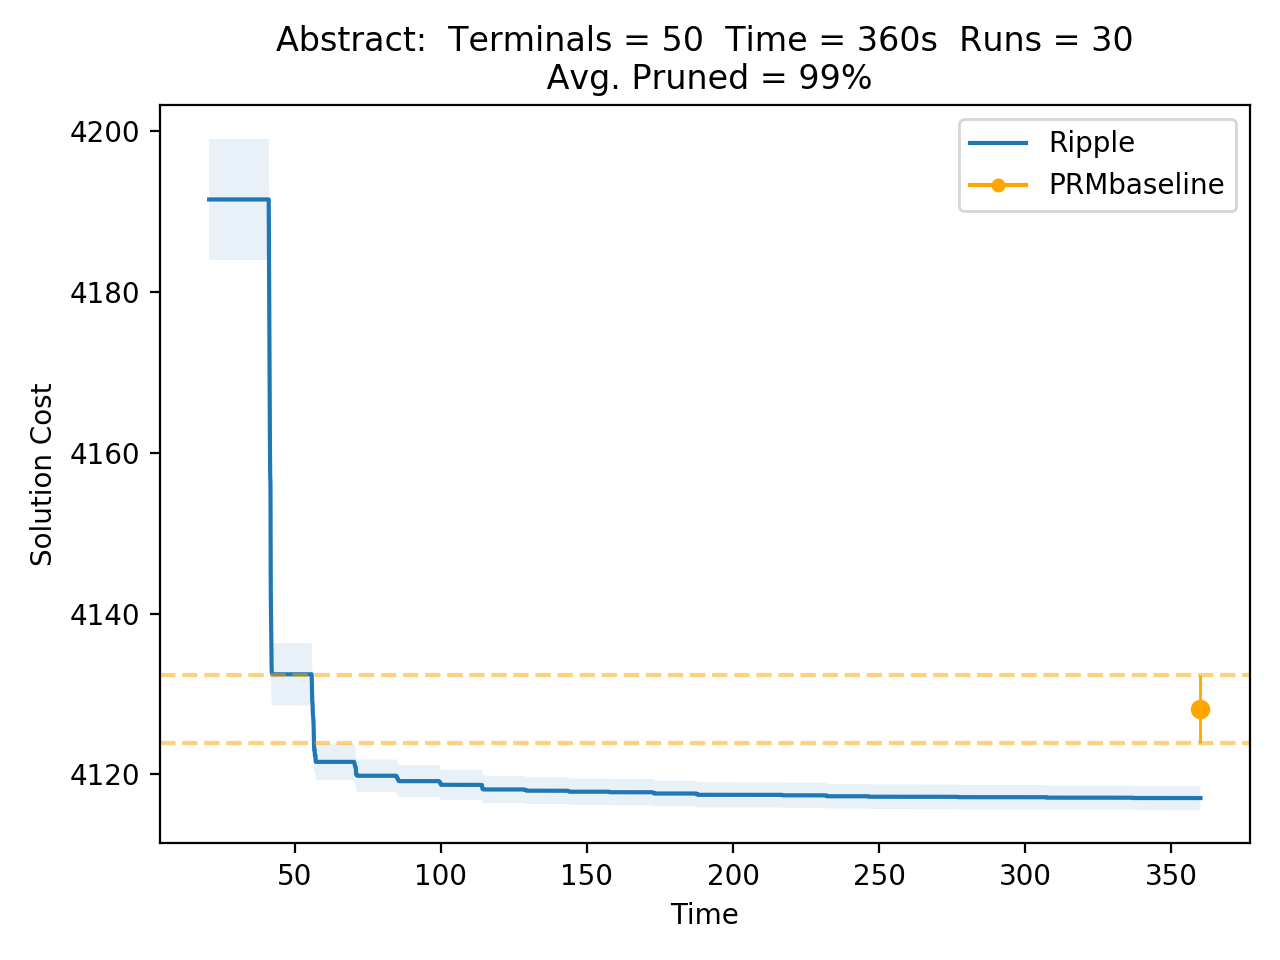 Abstract:  Terminals = 50  Time = 360s  Runs = 30
Avg. Pruned = 99%
Ripple
PRMbaseline
Solution Cost
4200
4180
4160
4140
4120
50
100
150
200
250
300
350
Time